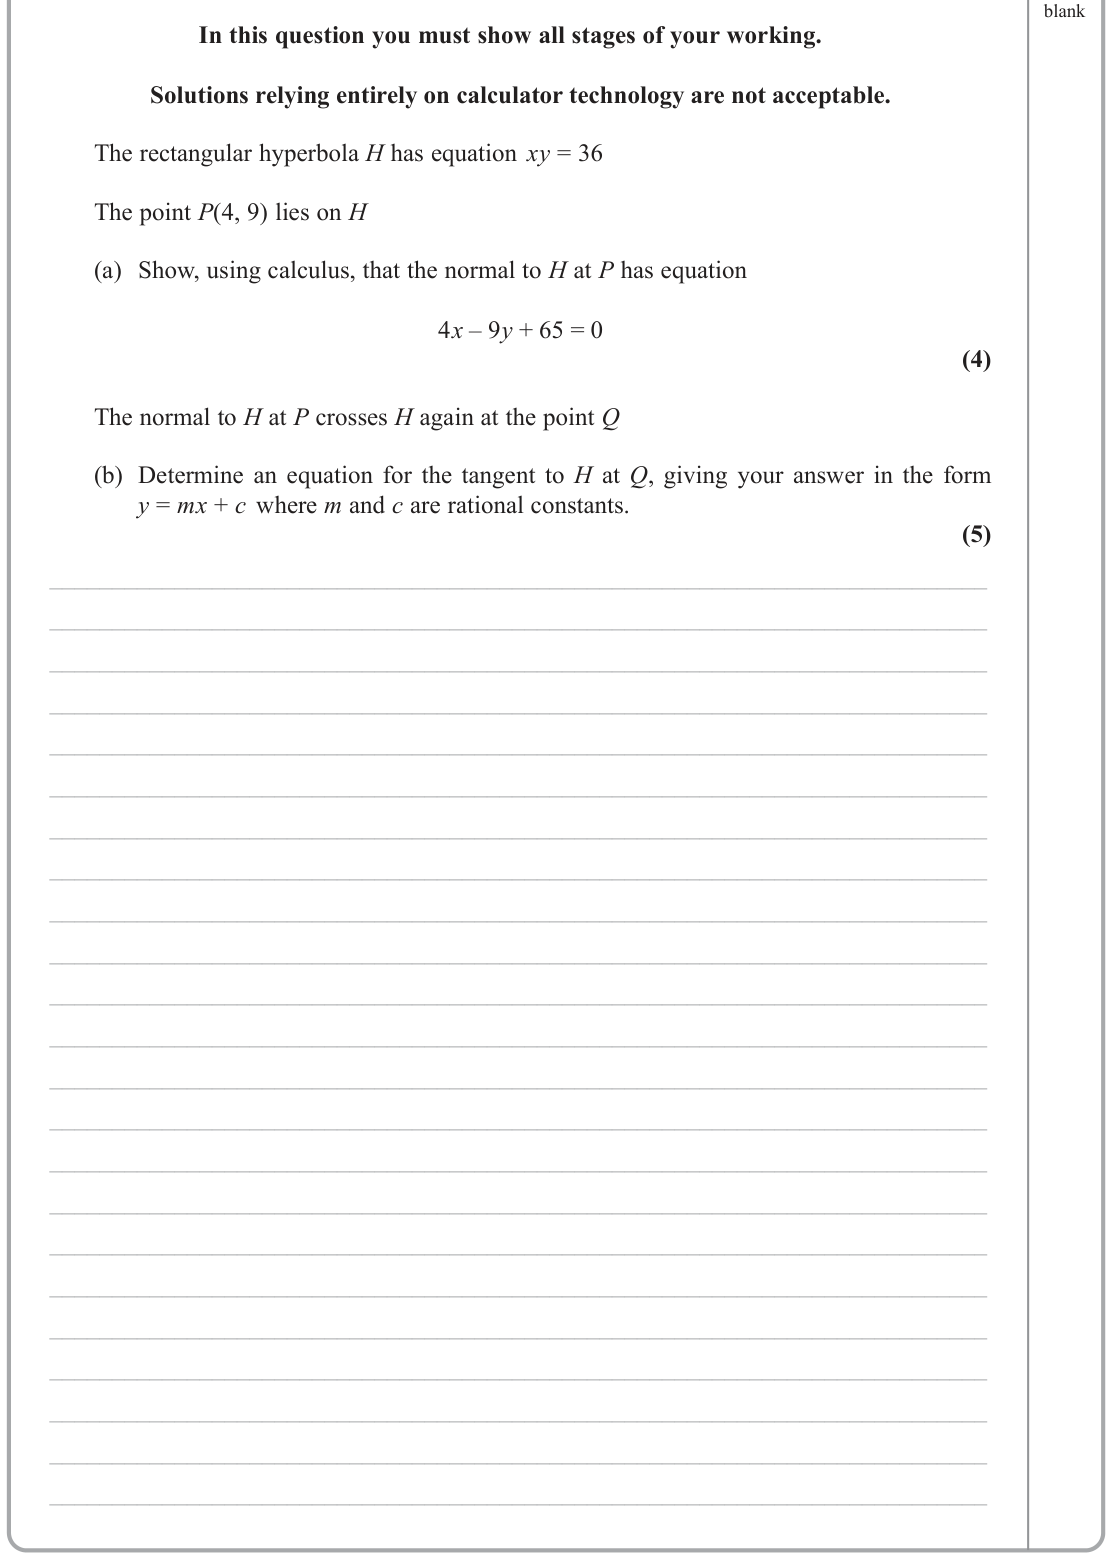 blank
In this question you must show all stages of your working.
Solutions relying entirely on calculator technology are not acceptable.
The rectangular hyperbola H has equation xy = 36
The point P(4, 9) lies on H
(a) Show, using calculus, that the normal to H at P has equation
4x – 9y + 65 = 0
(4)
The normal to H at P crosses H again at the point Q
(b) Determine an equation for the tangent to H at Q, giving your answer in the form
y = mx + c where m and c are rational constants.
(5)